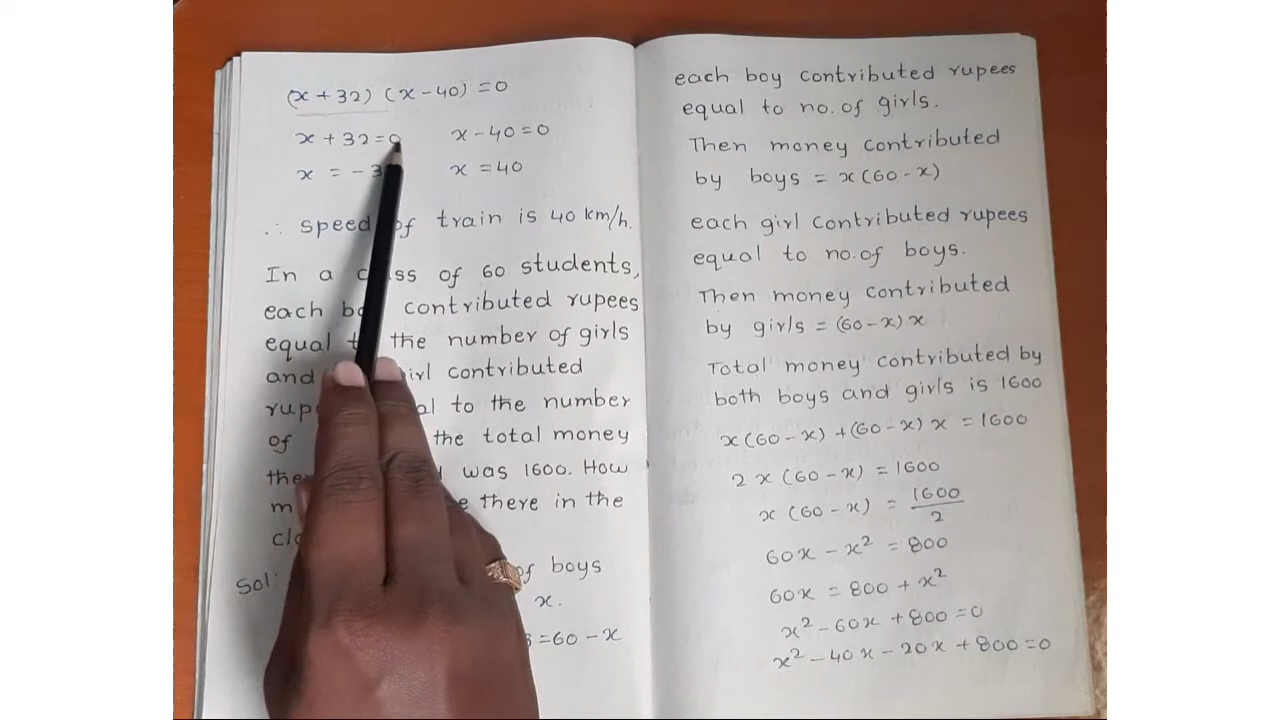 (x + 32) (x - 40) = 0
x + 32 = 0 x - 40 = 0
x = - 3 x = 40
∴ speed of train is 40 km/h.
In a class of 60 students,
each contributed rupees
equal the number of girls
and contributed
to the number
of the total money
was 1600. How
there in the
Sol:
of boys
x.
= 60 - x
each boy contributed rupees
equal to no. of girls.
Then money contributed
by boys = x(60 - x)
each girl contributed rupees
equal to no. of boys.
Then money contributed
by girls = (60 - x) x
Total money contributed by
both boys and girls is 1600
x(60 - x) + (60 - x) x = 1600
2 x (60 - x) = 1600
x (60 - x) = 1600/2
60x - x² = 800
60x = 800 + x²
x² - 60x + 800 = 0
x² - 40x - 20x + 800 = 0